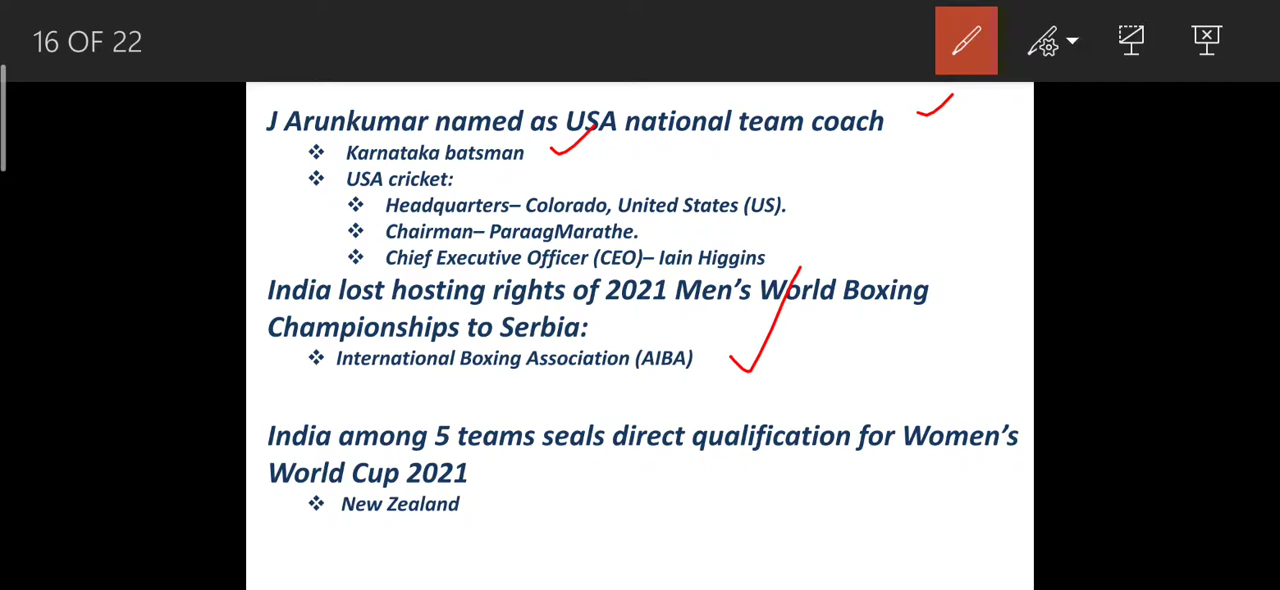 16 OF 22
J Arunkumar named as USA national team coach
❖ Karnataka batsman
❖ USA cricket:
❖ Headquarters– Colorado, United States (US).
❖ Chairman– ParaagMarathe.
❖ Chief Executive Officer (CEO)– Iain Higgins
India lost hosting rights of 2021 Men's World Boxing
Championships to Serbia:
❖ International Boxing Association (AIBA)
India among 5 teams seals direct qualification for Women's
World Cup 2021
❖ New Zealand